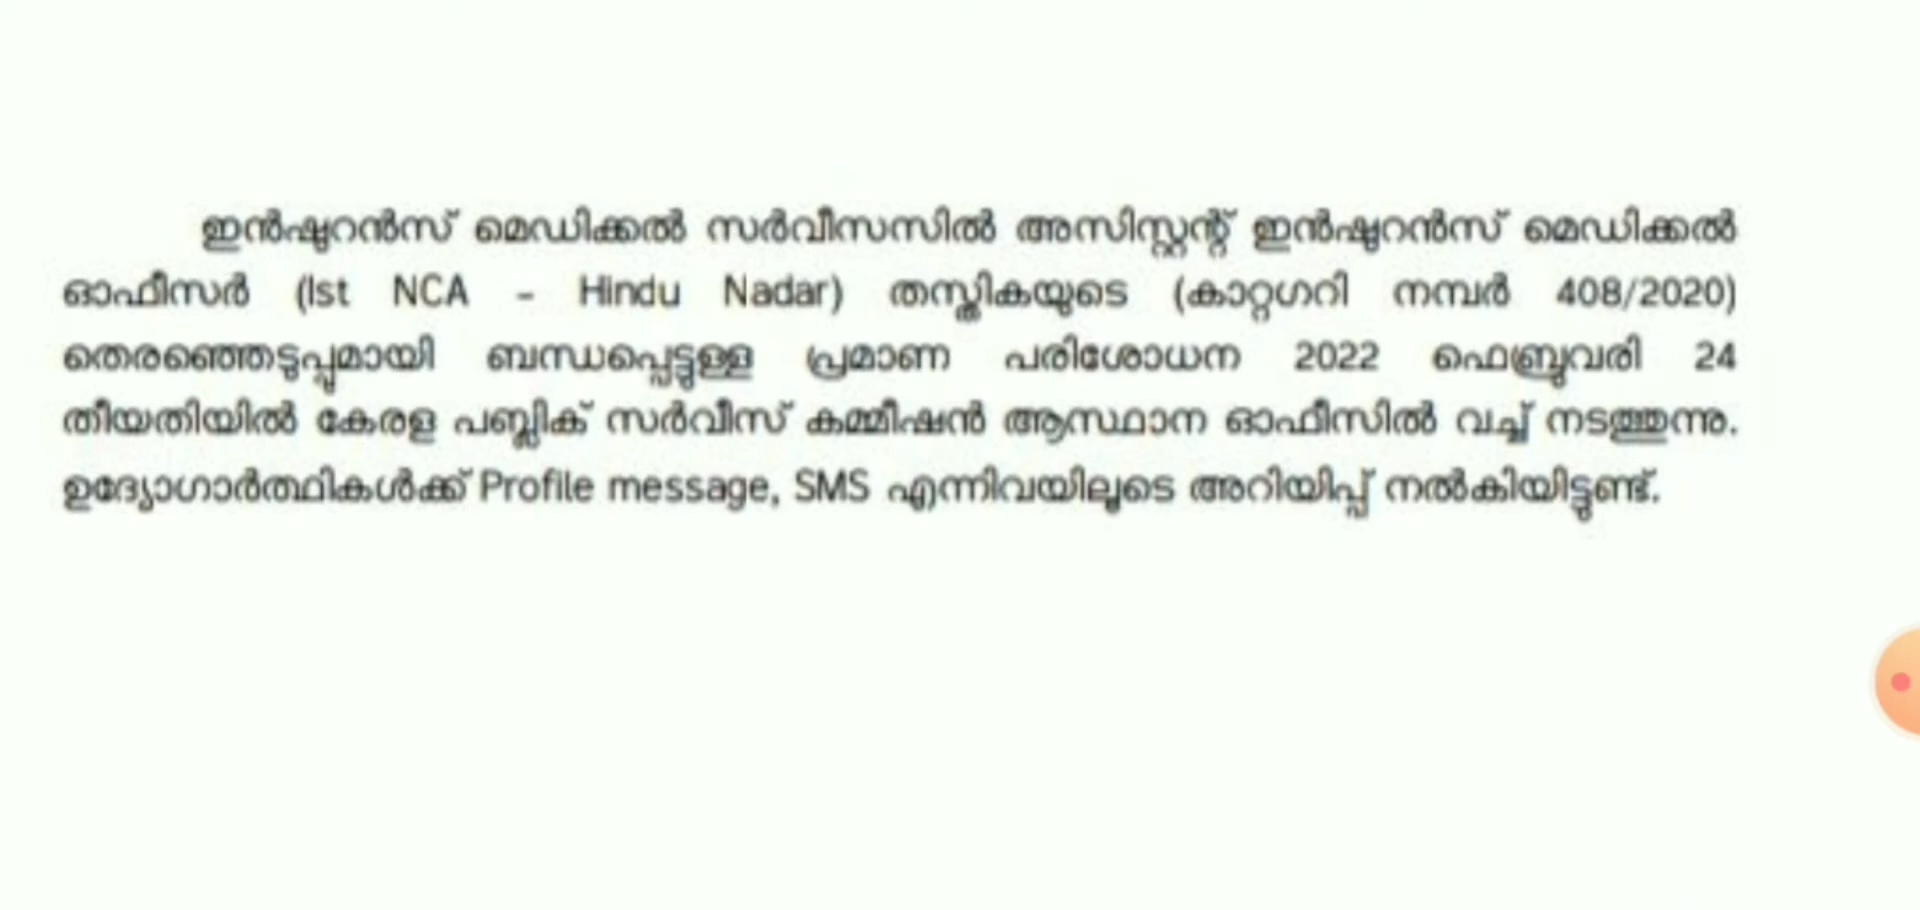 ഇൻഷുറൻസ് മെഡിക്കൽ സർവീസസിൽ അസിസ്റ്റന്റ് ഇൻഷുറൻസ് മെഡിക്കൽ
ഓഫീസർ (Ist NCA - Hindu Nadar) തസ്തികയുടെ (കാറ്റഗറി നമ്പർ 408/2020)
തെരഞ്ഞെടുപ്പുമായി ബന്ധപ്പെട്ടുള്ള പ്രമാണ പരിശോധന 2022 ഫെബ്രുവരി 24
തീയതിയിൽ കേരള പബ്ലിക് സർവീസ് കമ്മീഷൻ ആസ്ഥാന ഓഫീസിൽ വച്ച് നടത്തുന്നു.
ഉദ്യോഗാർത്ഥികൾക്ക് Profile message, SMS എന്നിവയിലൂടെ അറിയിപ്പ് നൽകിയിട്ടുണ്ട്.